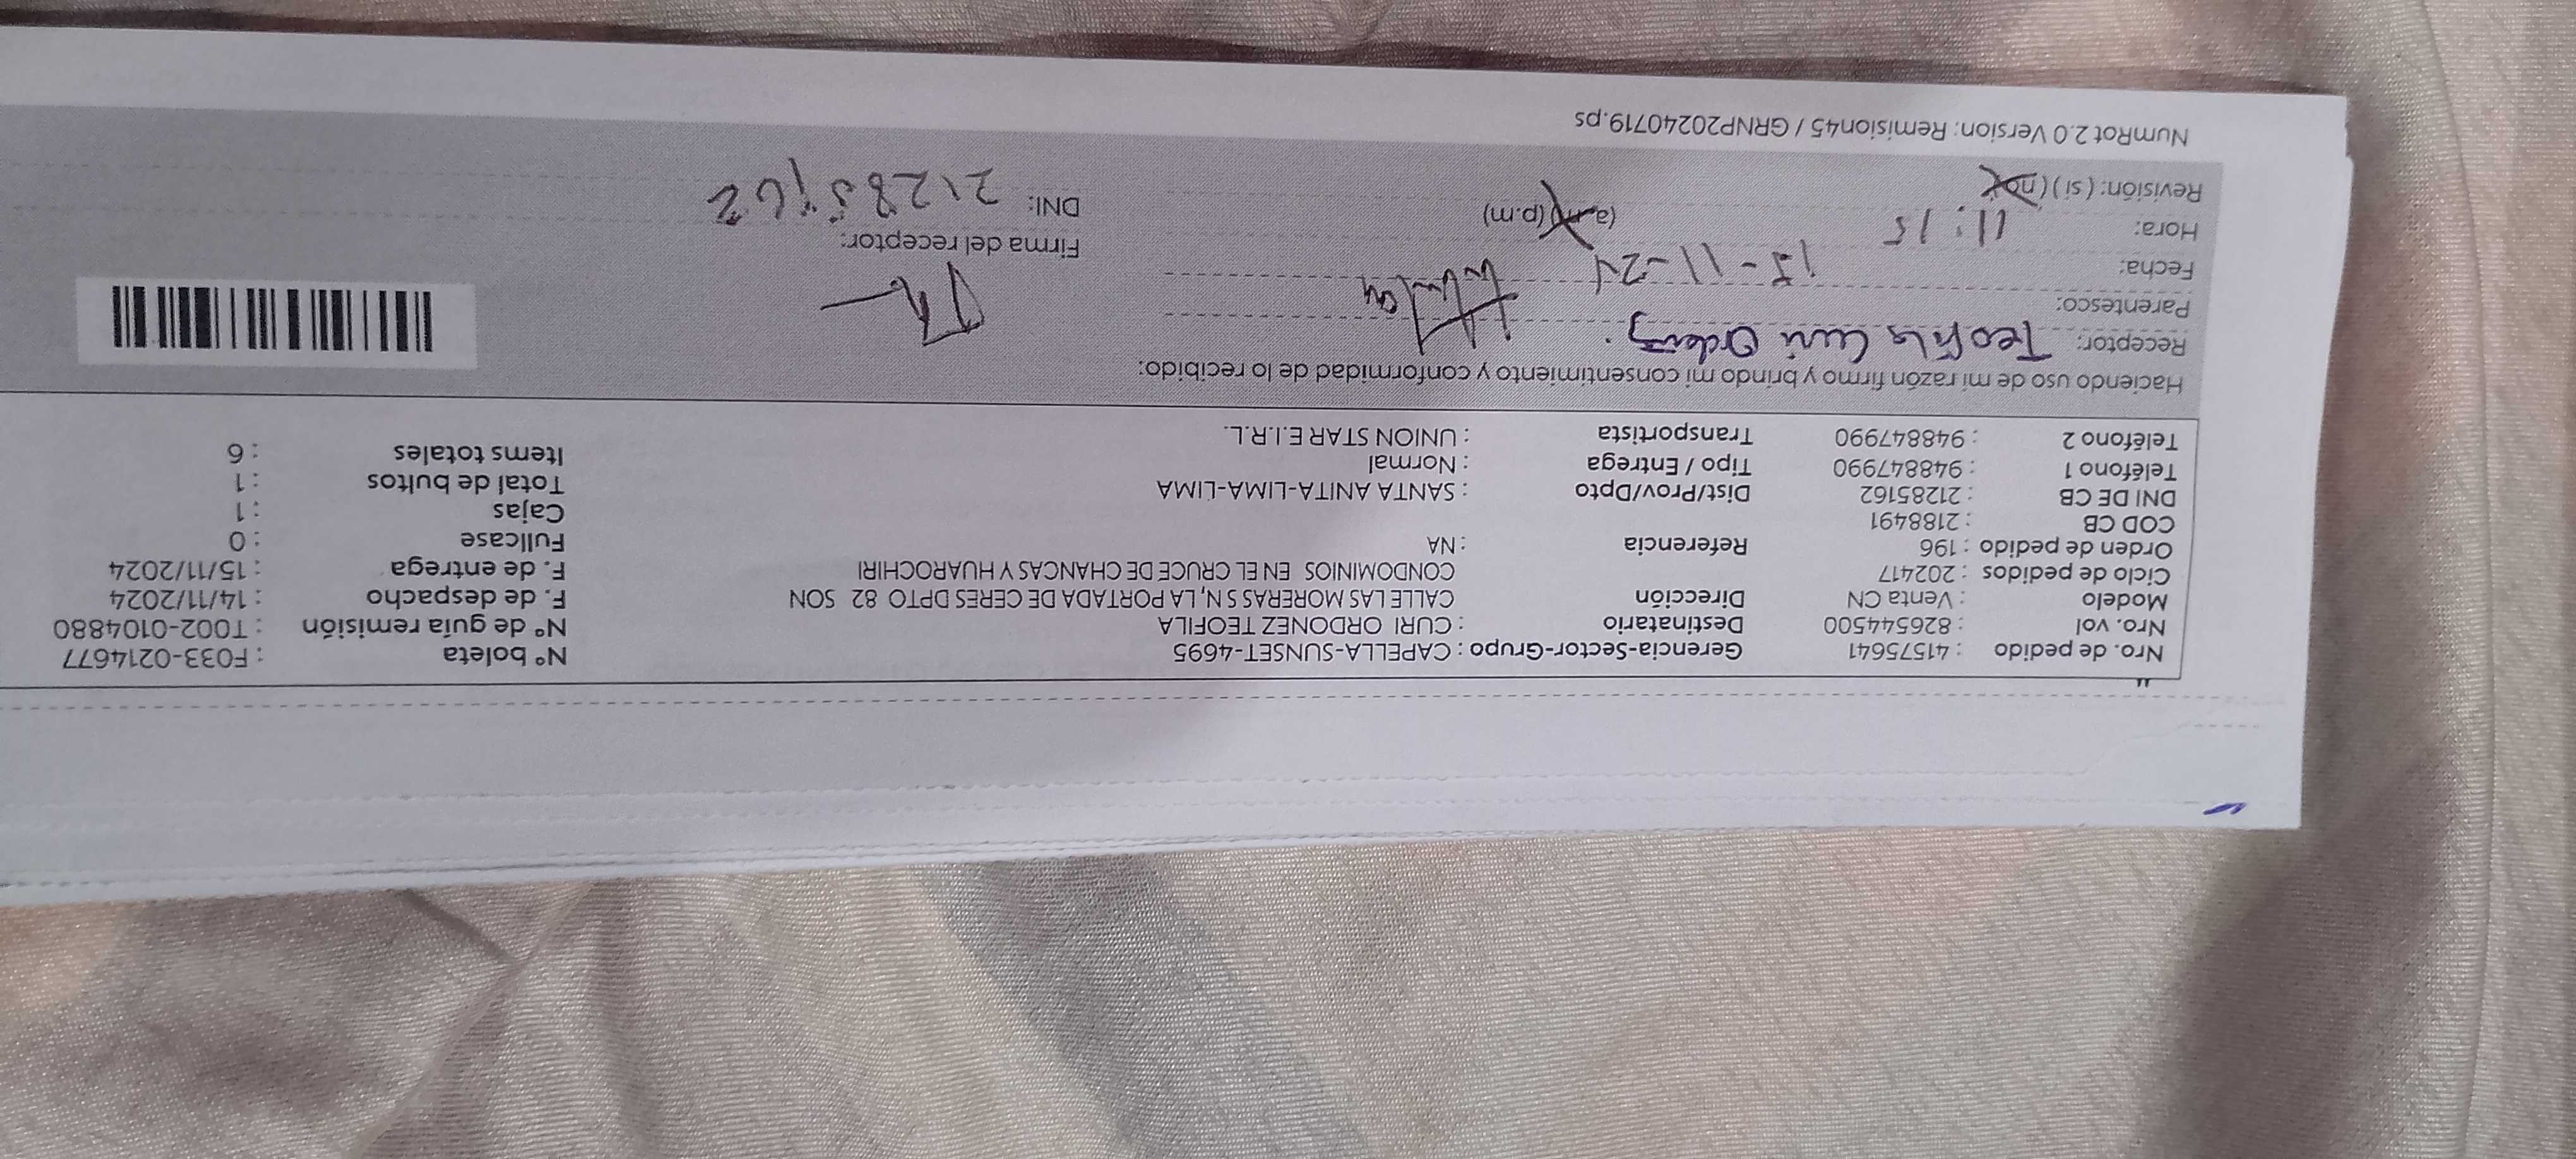 Nro. de pedido : 41575641 Gerencia-Sector-Grupo : CAPELLA-SUNSET-4695 N° boleta : F033-0214677
Nro. vol : 826544500 Destinatario : CURI ORDONEZ TEOFILA N° de guía remisión : T002-0104880
Modelo : Venta CN Dirección CALLE LAS MORERAS S N, LA PORTADA DE CERES DPTO 82 SON F. de despacho : 14/11/2024
Ciclo de pedidos : 202417 CONDOMINIOS EN EL CRUCE DE CHANCAS Y HUAROCHIRI F. de entrega : 15/11/2024
Orden de pedido : 196 Referencia : NA Fullcase : 0
COD CB : 2188491 Cajas : 1
DNI DE CB : 21285162 Dist/Prov/Dpto : SANTA ANITA-LIMA-LIMA Total de bultos : 1
Teléfono 1 : 948847990 Tipo / Entrega : Normal Items totales : 6
Teléfono 2 : 948847990 Transportista : UNION STAR E.I.R.L.
Haciendo uso de mi razón firmo y brindo mi consentimiento y conformidad de lo recibido:
Receptor: Teofila Curi Ordoñez
Parentesco: Titular
Fecha: 15-11-24 Firma del receptor:
Hora: 11:15 (a.m) (p.m) DNI: 21285162
Revisión: (si) (no)
NumRot 2.0 Version: Remision45 / GRNP20240719.ps